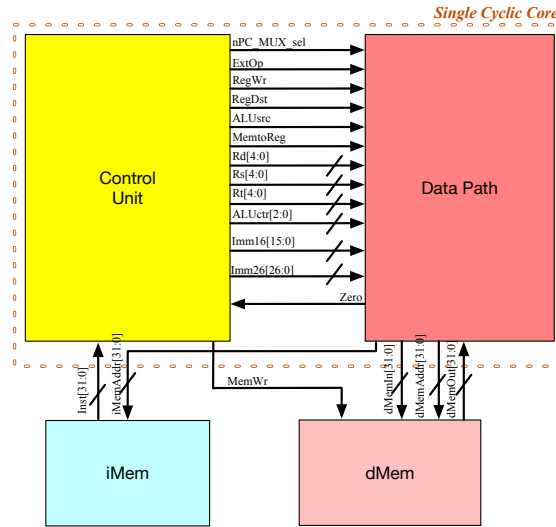 Single Cyclic Core
nPC_MUX_sel
ExtOp
RegWr
RegDst
ALUsrc
MemtoReg
Rd[4:0]
Rs[4:0]
Rt[4:0]
ALUctr[2:0]
Imm16[15:0]
Imm26[26:0]
Zero
Control
Unit
Data Path
Inst[31:0]
iMemAddr[31:0]
MemWr
dMemIn[31:0]
dMemAddr[31:0]
dMemOut[31:0]
iMem
dMem